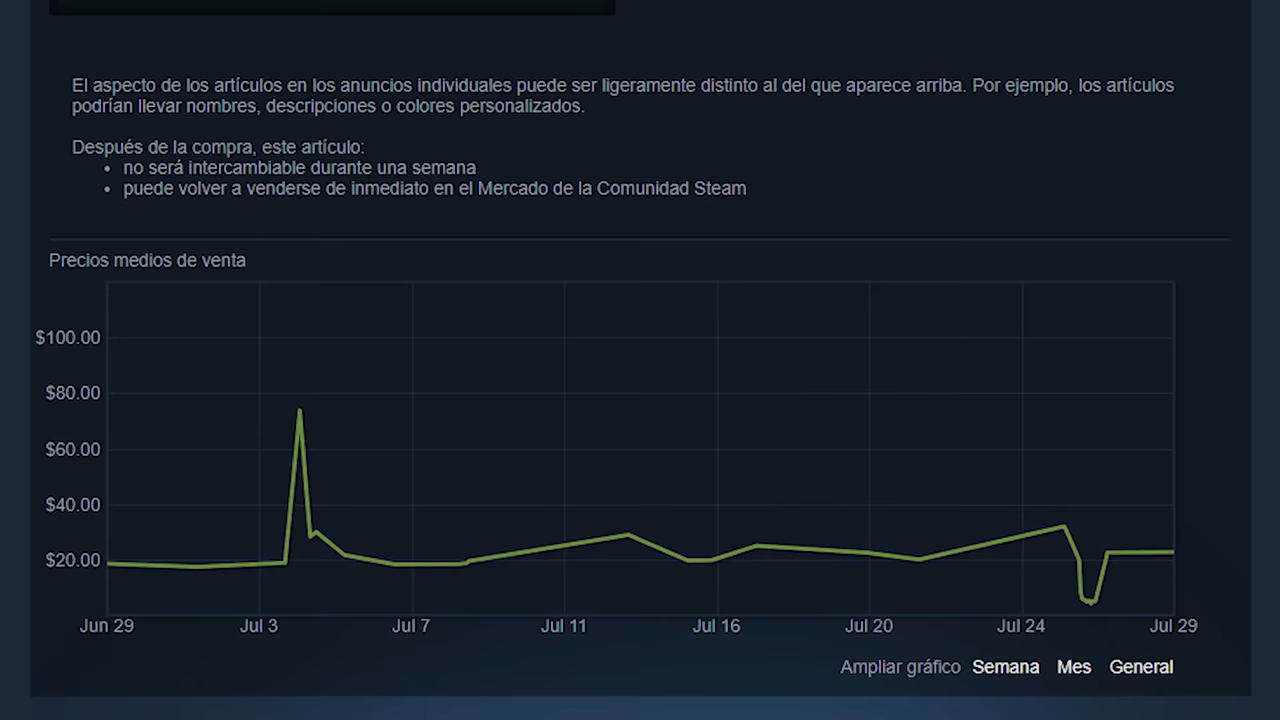 El aspecto de los artículos en los anuncios individuales puede ser ligeramente distinto al del que aparece arriba. Por ejemplo, los artículos
podrían llevar nombres, descripciones o colores personalizados.
Después de la compra, este artículo:
• no será intercambiable durante una semana
• puede volver a venderse de inmediato en el Mercado de la Comunidad Steam
Precios medios de venta
$100.00
$80.00
$60.00
$40.00
$20.00
Jun 29 Jul 3 Jul 7 Jul 11 Jul 16 Jul 20 Jul 24 Jul 29
Ampliar gráfico Semana Mes General